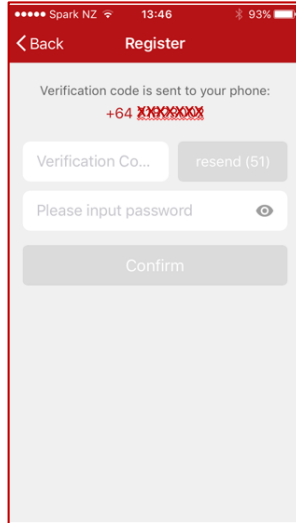 Spark NZ 13:46 93%
Back Register
Verification code is sent to your phone:
+64
Verification Co... resend (51)
Please input password
Confirm